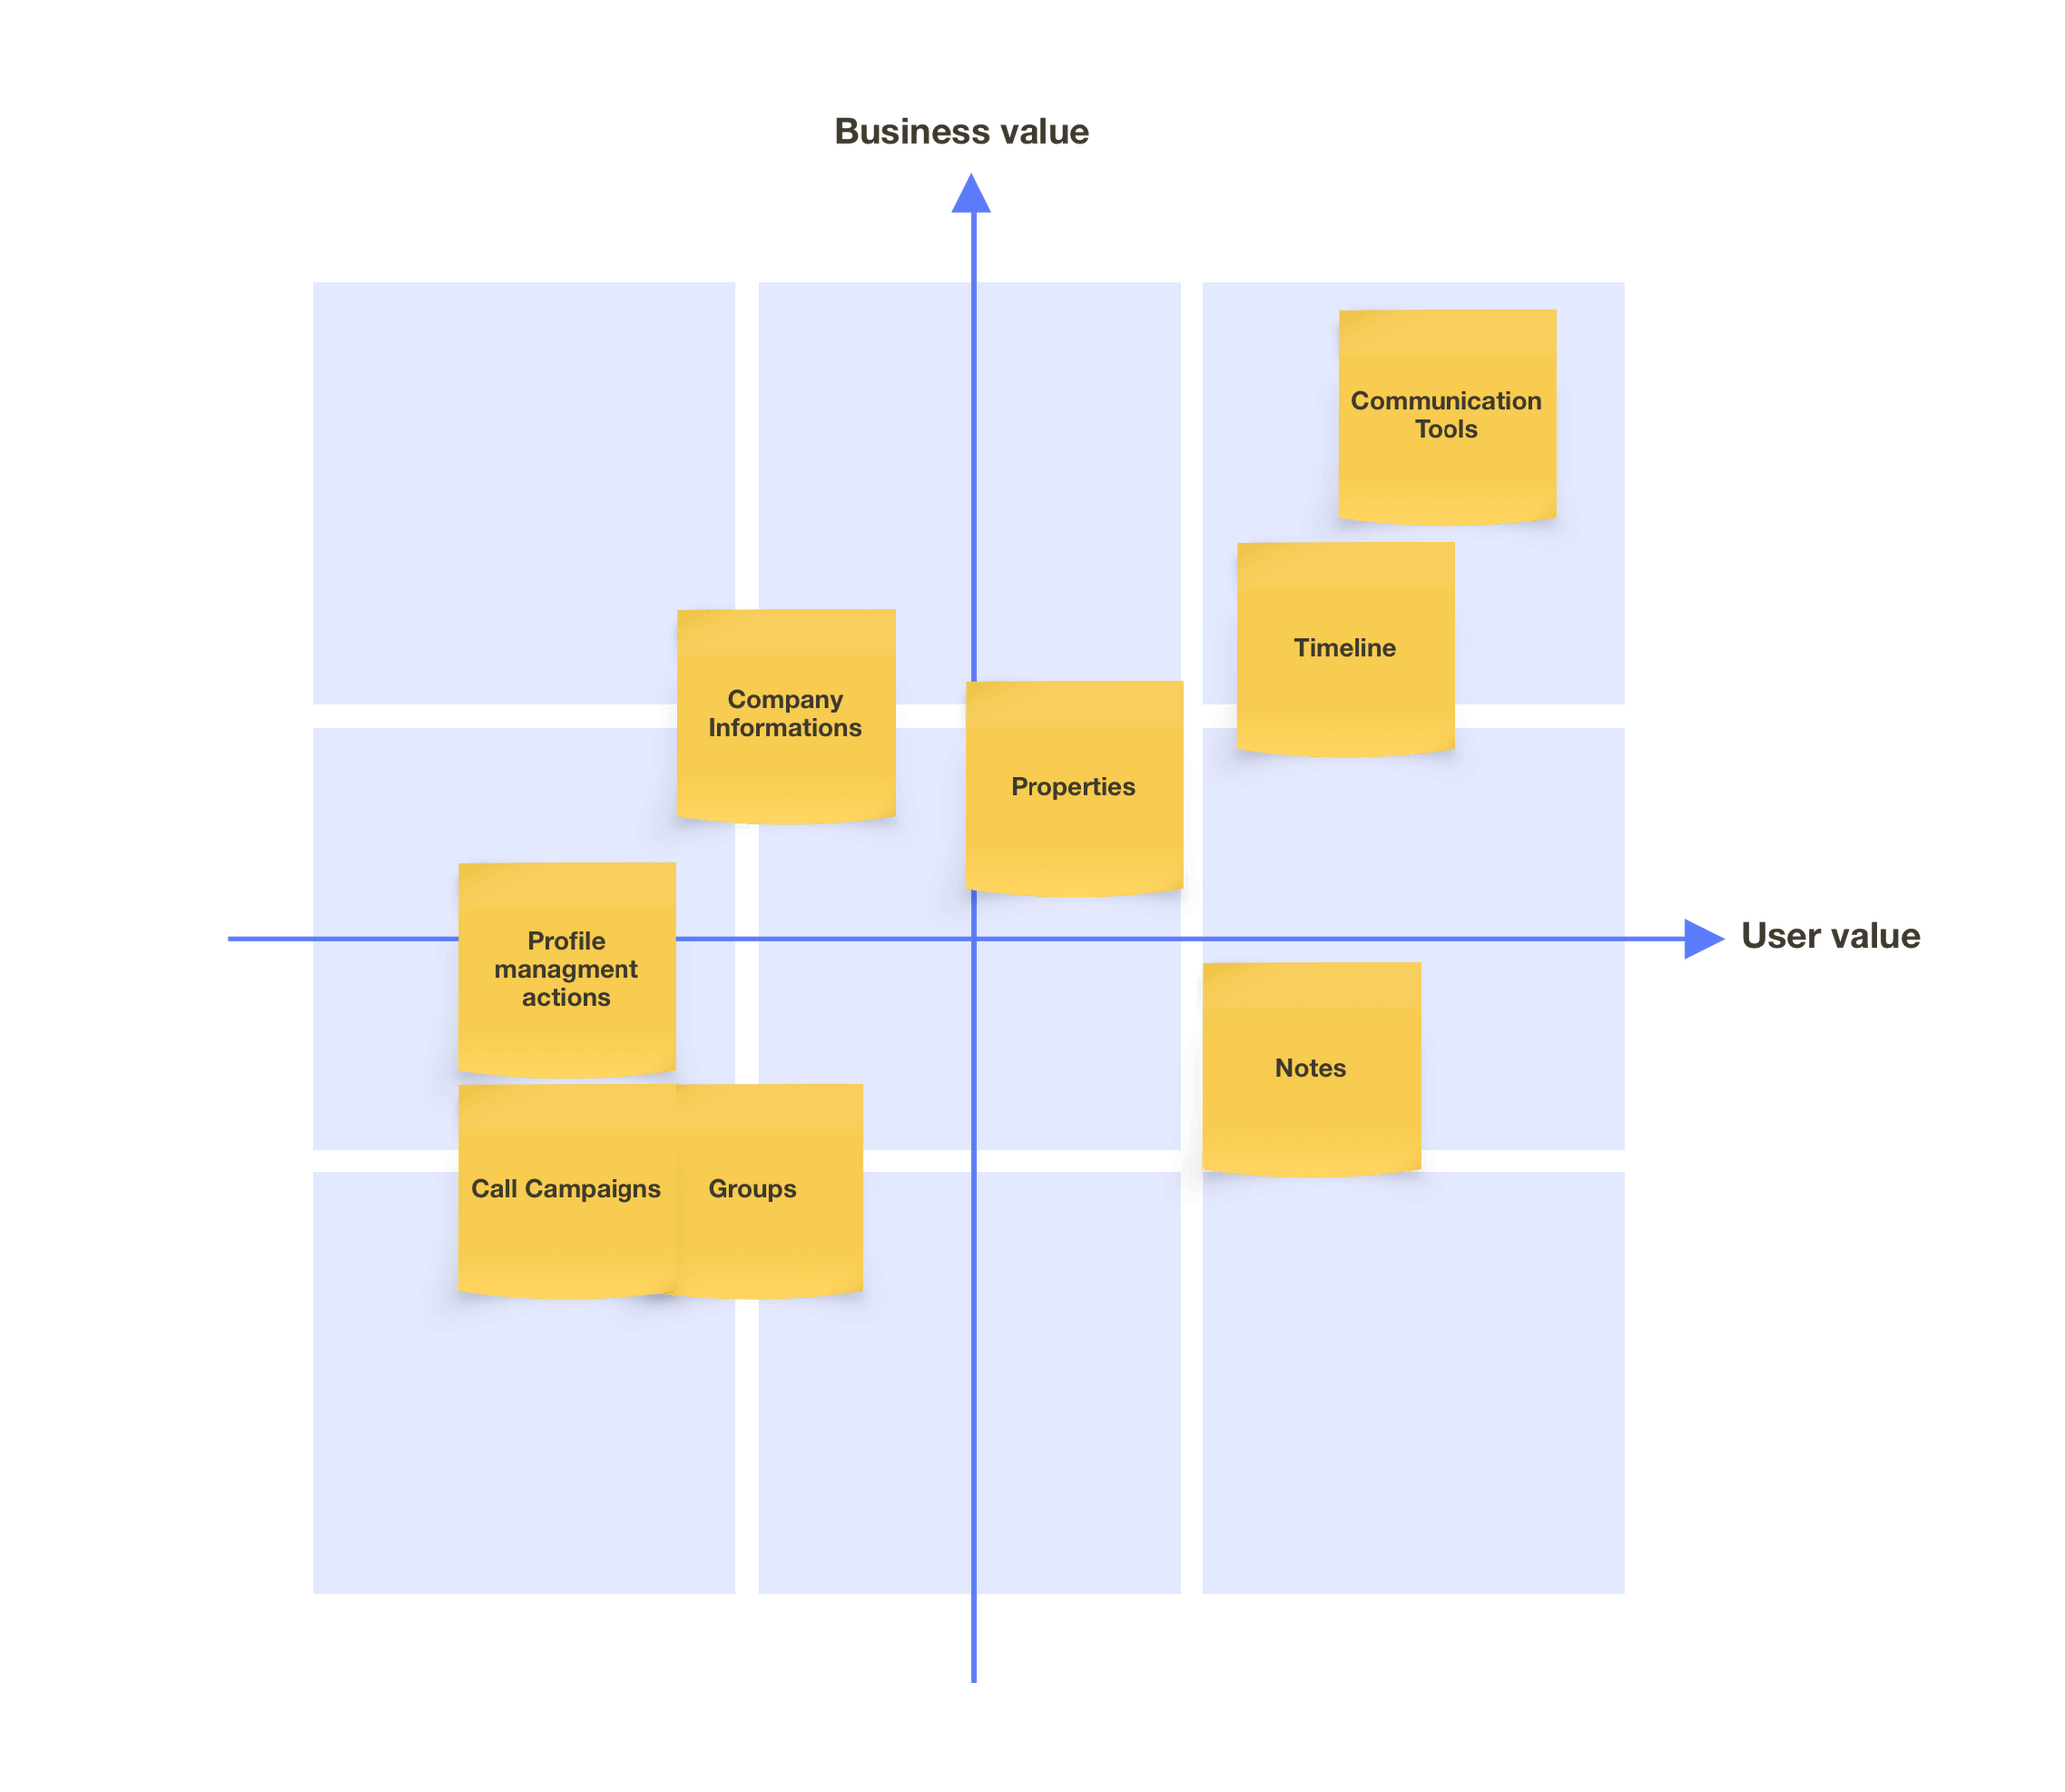 Business value
Communication
Tools
Timeline
Company
Informations
Properties
User value
Profile
managment
actions
Notes
Call Campaigns
Groups